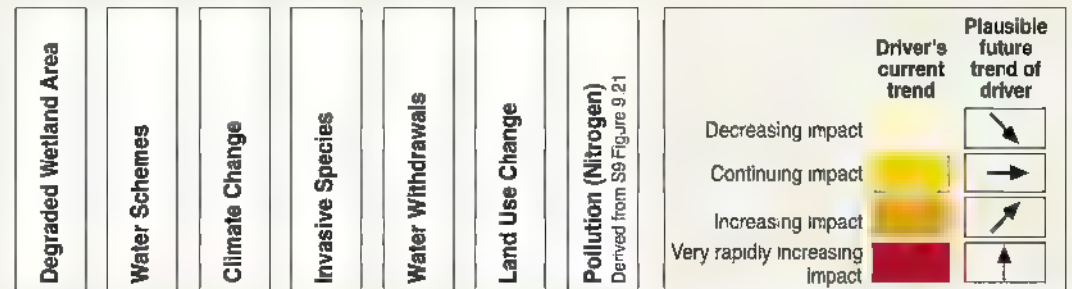 Degraded Wetland Area
Water Schemes
Climate Change
Invasive Species
Water Withdrawals
Land Use Change
Pollution (Nitrogen)
Derived from S9 Figure 9.21
Driver's
current
trend
Plausible
future
trend of
driver
Decreasing impact
Continuing impact
Increasing impact
Very rapidly increasing
impact